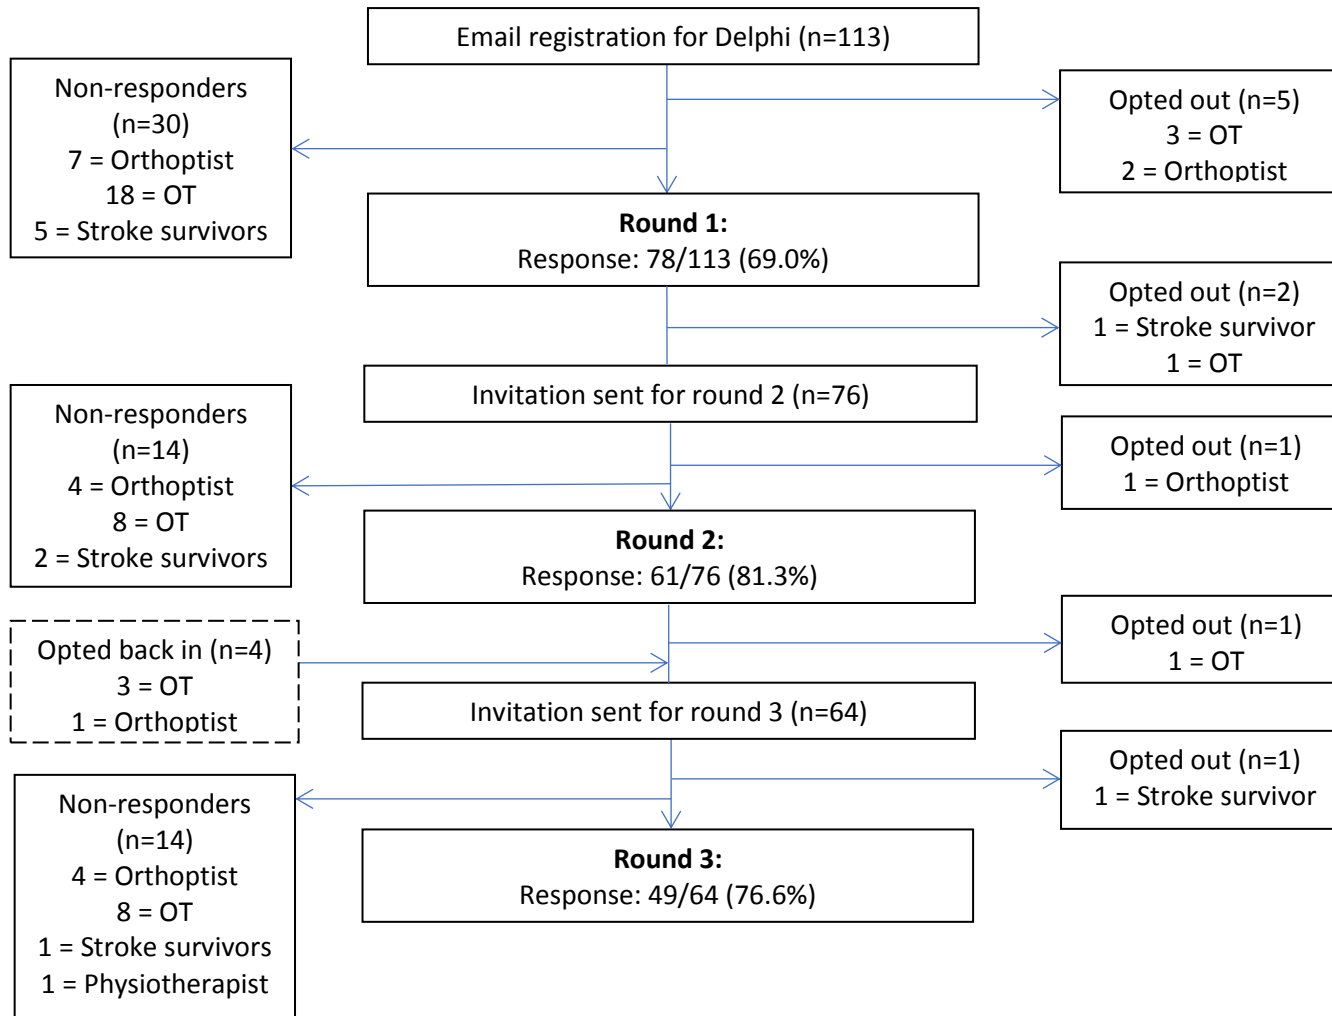 Email registration for Delphi (n=113)
Non-responders
(n=30)
7 = Orthoptist
18 = OT
5 = Stroke survivors
Opted out (n=5)
3 = OT
2 = Orthoptist
Round 1:
Response: 78/113 (69.0%)
Opted out (n=2)
1 = Stroke survivor
1 = OT
Invitation sent for round 2 (n=76)
Non-responders
(n=14)
4 = Orthoptist
8 = OT
2 = Stroke survivors
Opted out (n=1)
1 = Orthoptist
Round 2:
Response: 61/76 (81.3%)
Opted out (n=1)
1 = OT
Opted back in (n=4)
3 = OT
1 = Orthoptist
Invitation sent for round 3 (n=64)
Opted out (n=1)
1 = Stroke survivor
Non-responders
(n=14)
4 = Orthoptist
8 = OT
1 = Stroke survivors
1 = Physiotherapist
Round 3:
Response: 49/64 (76.6%)